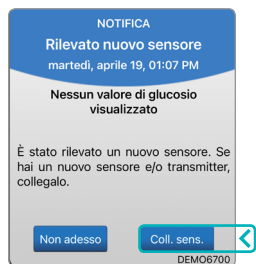 NOTIFICA
Rilevato nuovo sensore
martedì, aprile 19, 01:07 PM
Nessun valore di glucosio
visualizzato
È stato rilevato un nuovo sensore. Se
hai un nuovo sensore e/o transmitter,
collegalo.
Non adesso
Coll. sens.
DEMO6700